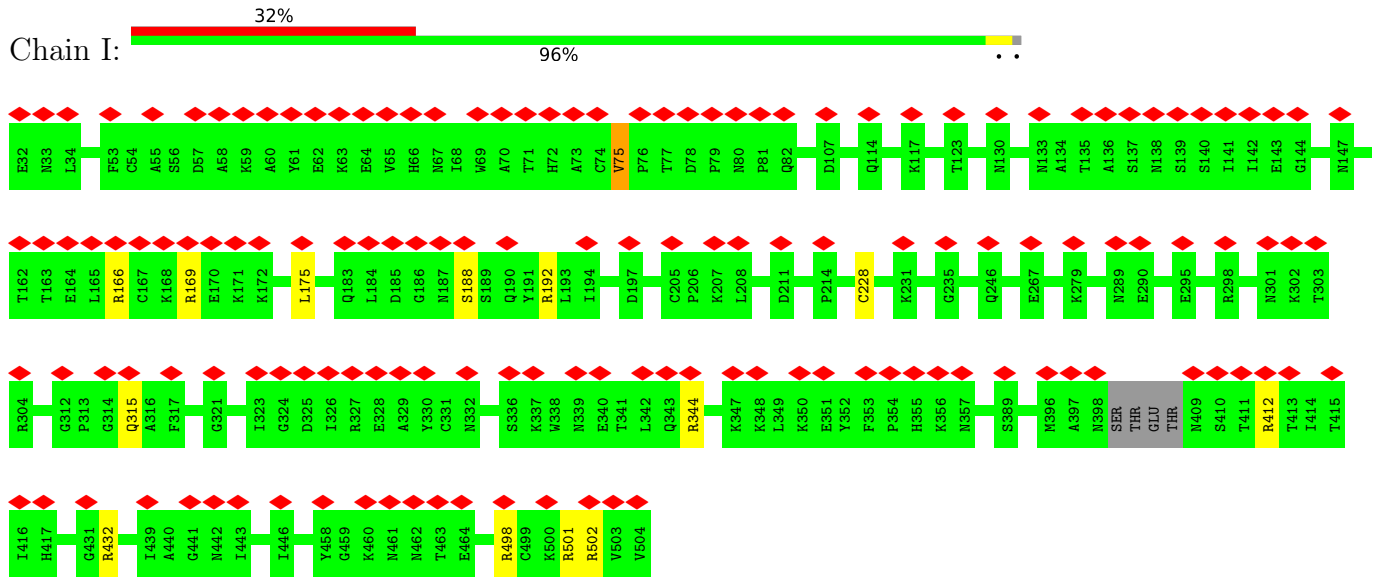 32%
Chain I:
96%
. .
E32 N33 L34 F53 C54 A55 S56 D57 A58 K59 A60 Y61 E62 K63 E64 V65 H66 N67 I68 W69 A70 T71 H72 A73 C74 V75 P76 T77 D78 P79 N80 P81 Q82 D107 Q114 K117 T123 N130 N133 A134 T135 A136 S137 N138 S139 S140 I141 I142 E143 G144 N147
T162 T163 E164 L165 R166 C167 K168 R169 E170 K171 K172 L175 Q183 L184 D185 G186 N187 S188 S189 Q190 Y191 R192 L193 I194 D197 C205 P206 K207 L208 D211 P214 C228 K231 G235 Q246 E267 K279 N289 E290 E295 R298 N301 K302 T303
R304 G312 P313 G314 Q315 A316 F317 G321 I323 G324 D325 I326 R327 E328 A329 Y330 C331 N332 S336 K337 W338 N339 E340 T341 L342 Q343 R344 K347 K348 L349 K350 E351 Y352 F353 P354 H355 K356 N357 S389 M396 A397 N398 SER THR GLU THR N409 S410 T411 R412 T413 I414 T415
I416 H417 G431 R432 I439 A440 G441 N442 I443 I446 Y458 G459 K460 N461 N462 T463 E464 R498 C499 K500 R501 R502 V503 V504